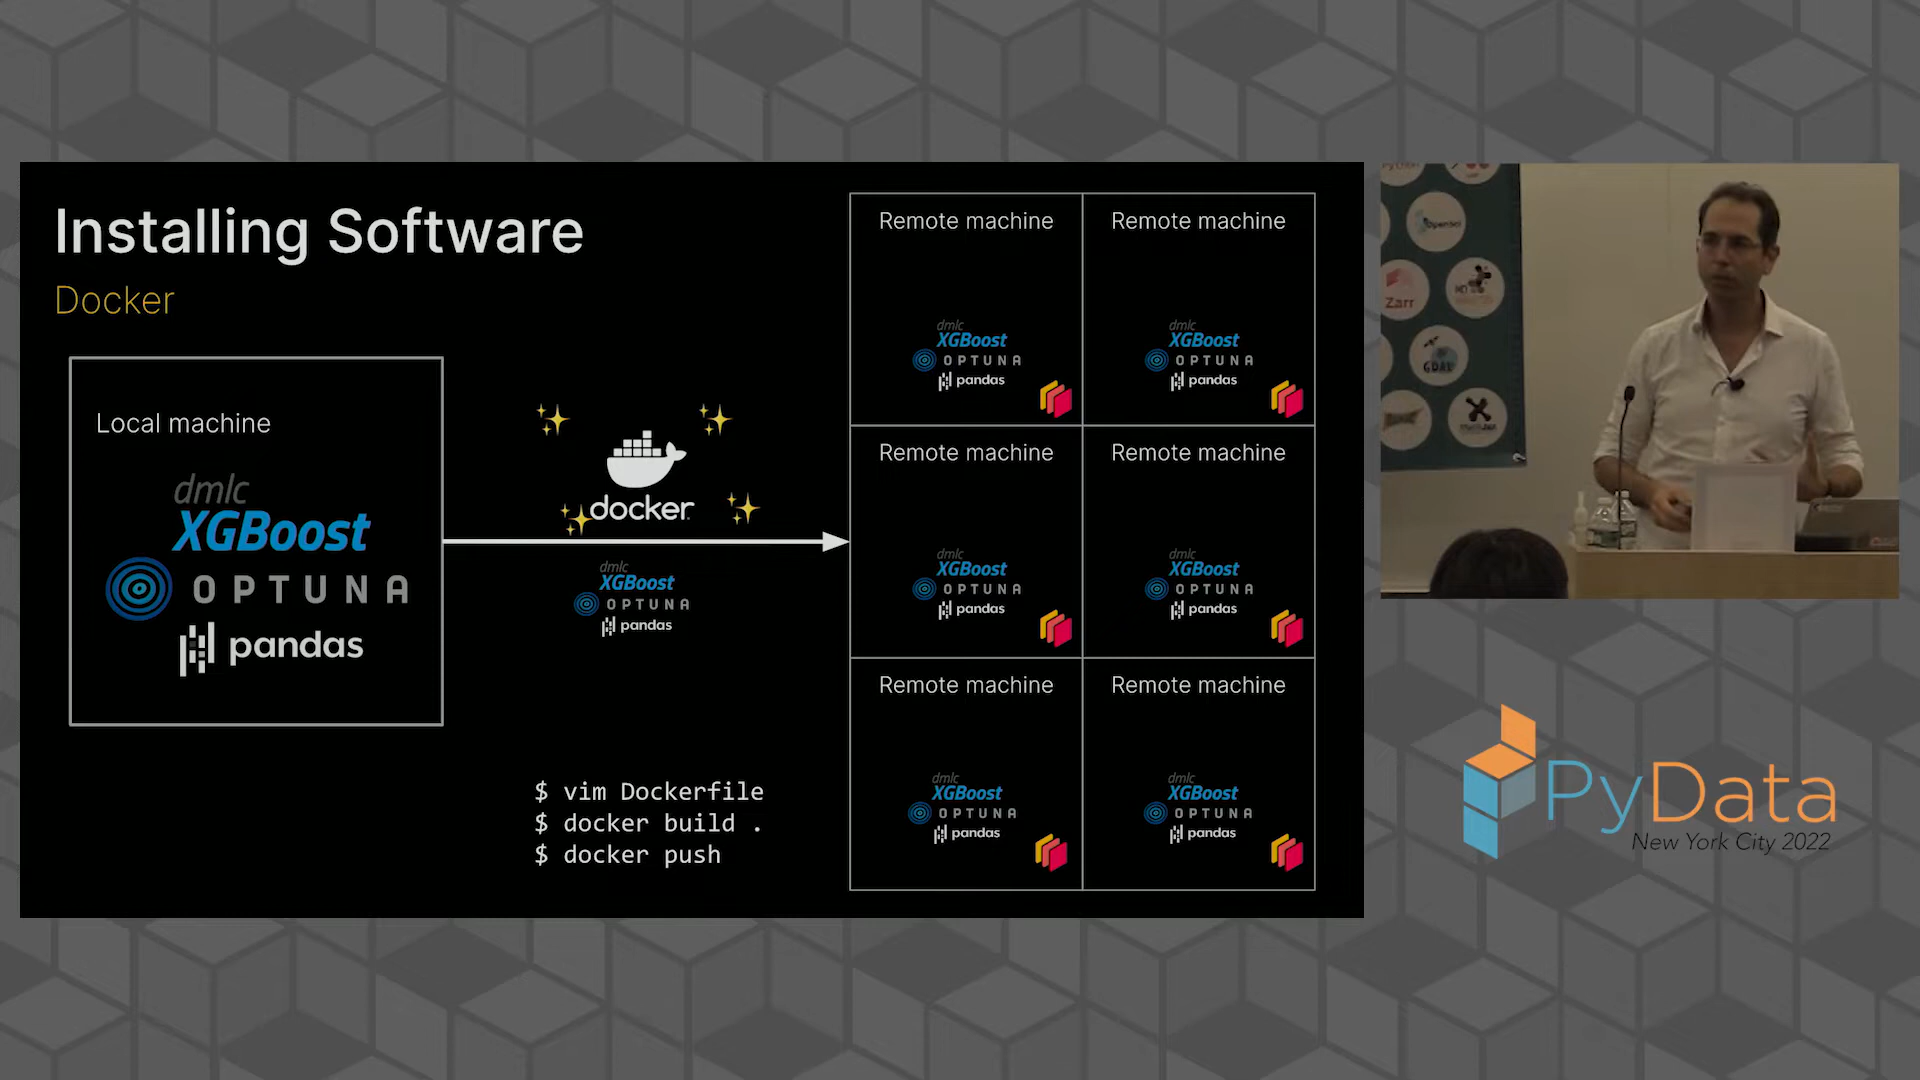 Installing Software
Docker
Local machine
dmlc
XGBoost
OPTUNA
pandas
docker
dmlc
XGBoost
OPTUNA
pandas
$ vim Dockerfile
$ docker build .
$ docker push
Remote machine
dmlc
XGBoost
OPTUNA
pandas
Remote machine
dmlc
XGBoost
OPTUNA
pandas
Remote machine
dmlc
XGBoost
OPTUNA
pandas
Remote machine
dmlc
XGBoost
OPTUNA
pandas
Remote machine
dmlc
XGBoost
OPTUNA
pandas
Remote machine
dmlc
XGBoost
OPTUNA
pandas
Zarr
GDAL
PyData
New York City 2022